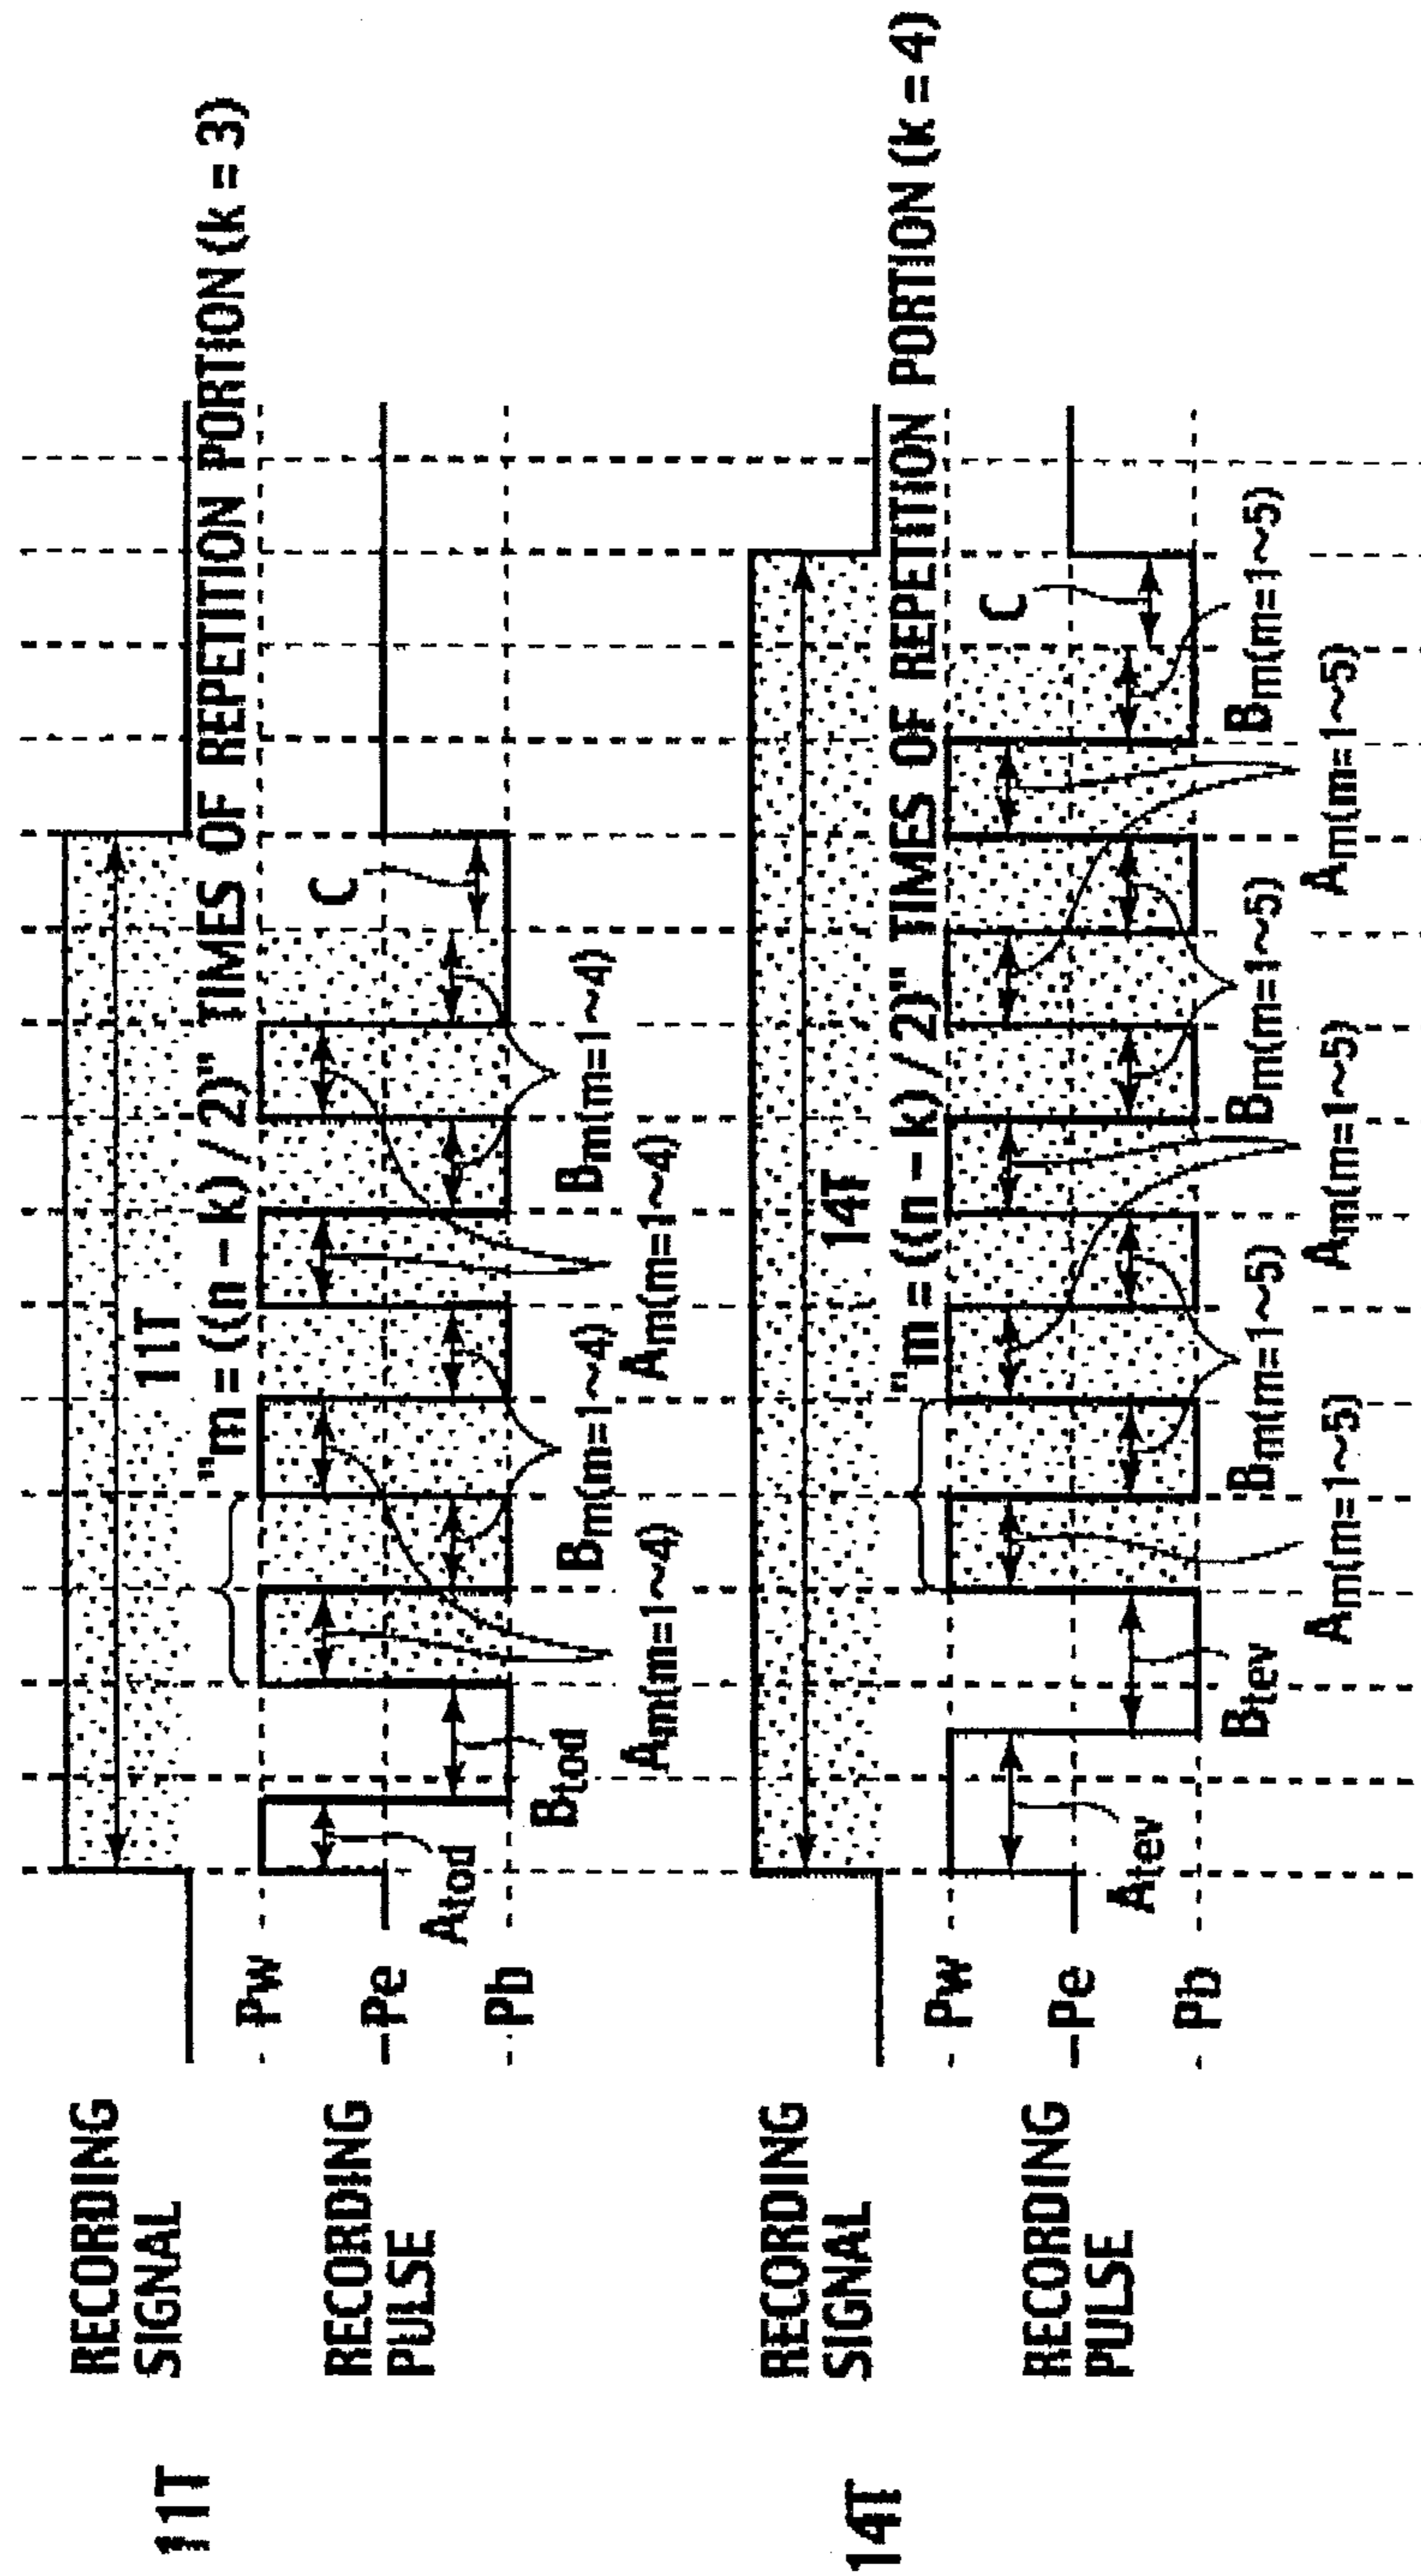 11T
RECORDING
SIGNAL
11T
"m = ((n – k) / 2)" TIMES OF REPETITION PORTION (k = 3)
RECORDING
PULSE
Pw
Pe
Pb
Atod
Btod
C
Am(m=1~4)
Bm(m=1~4)
Am(m=1~4)
Bm(m=1~4)
14T
RECORDING
SIGNAL
14T
"m = ((n – k) / 2)" TIMES OF REPETITION PORTION (k = 4)
RECORDING
PULSE
Pw
Pe
Pb
Atev
Btev
C
Am(m=1~5)
Bm(m=1~5)
Am(m=1~5)
Bm(m=1~5)
Am(m=1~5)
Bm(m=1~5)